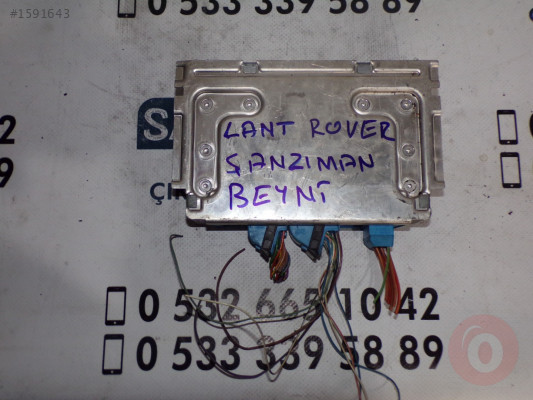 #1591643
0 533 339 58 89
LANT ROVER
ŞANZIMAN
BEYNİ
0 532 665 10 42
0 533 339 58 89